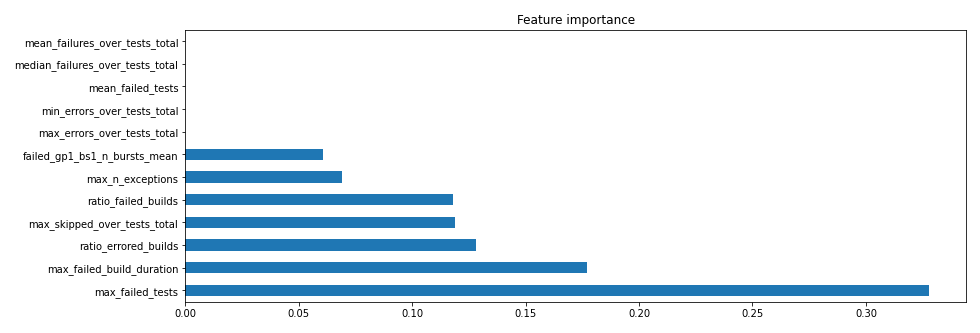 Feature importance
mean_failures_over_tests_total
median_failures_over_tests_total
mean_failed_tests
min_errors_over_tests_total
max_errors_over_tests_total
failed_gp1_bs1_n_bursts_mean
max_n_exceptions
ratio_failed_builds
max_skipped_over_tests_total
ratio_errored_builds
max_failed_build_duration
max_failed_tests
0.00 0.05 0.10 0.15 0.20 0.25 0.30